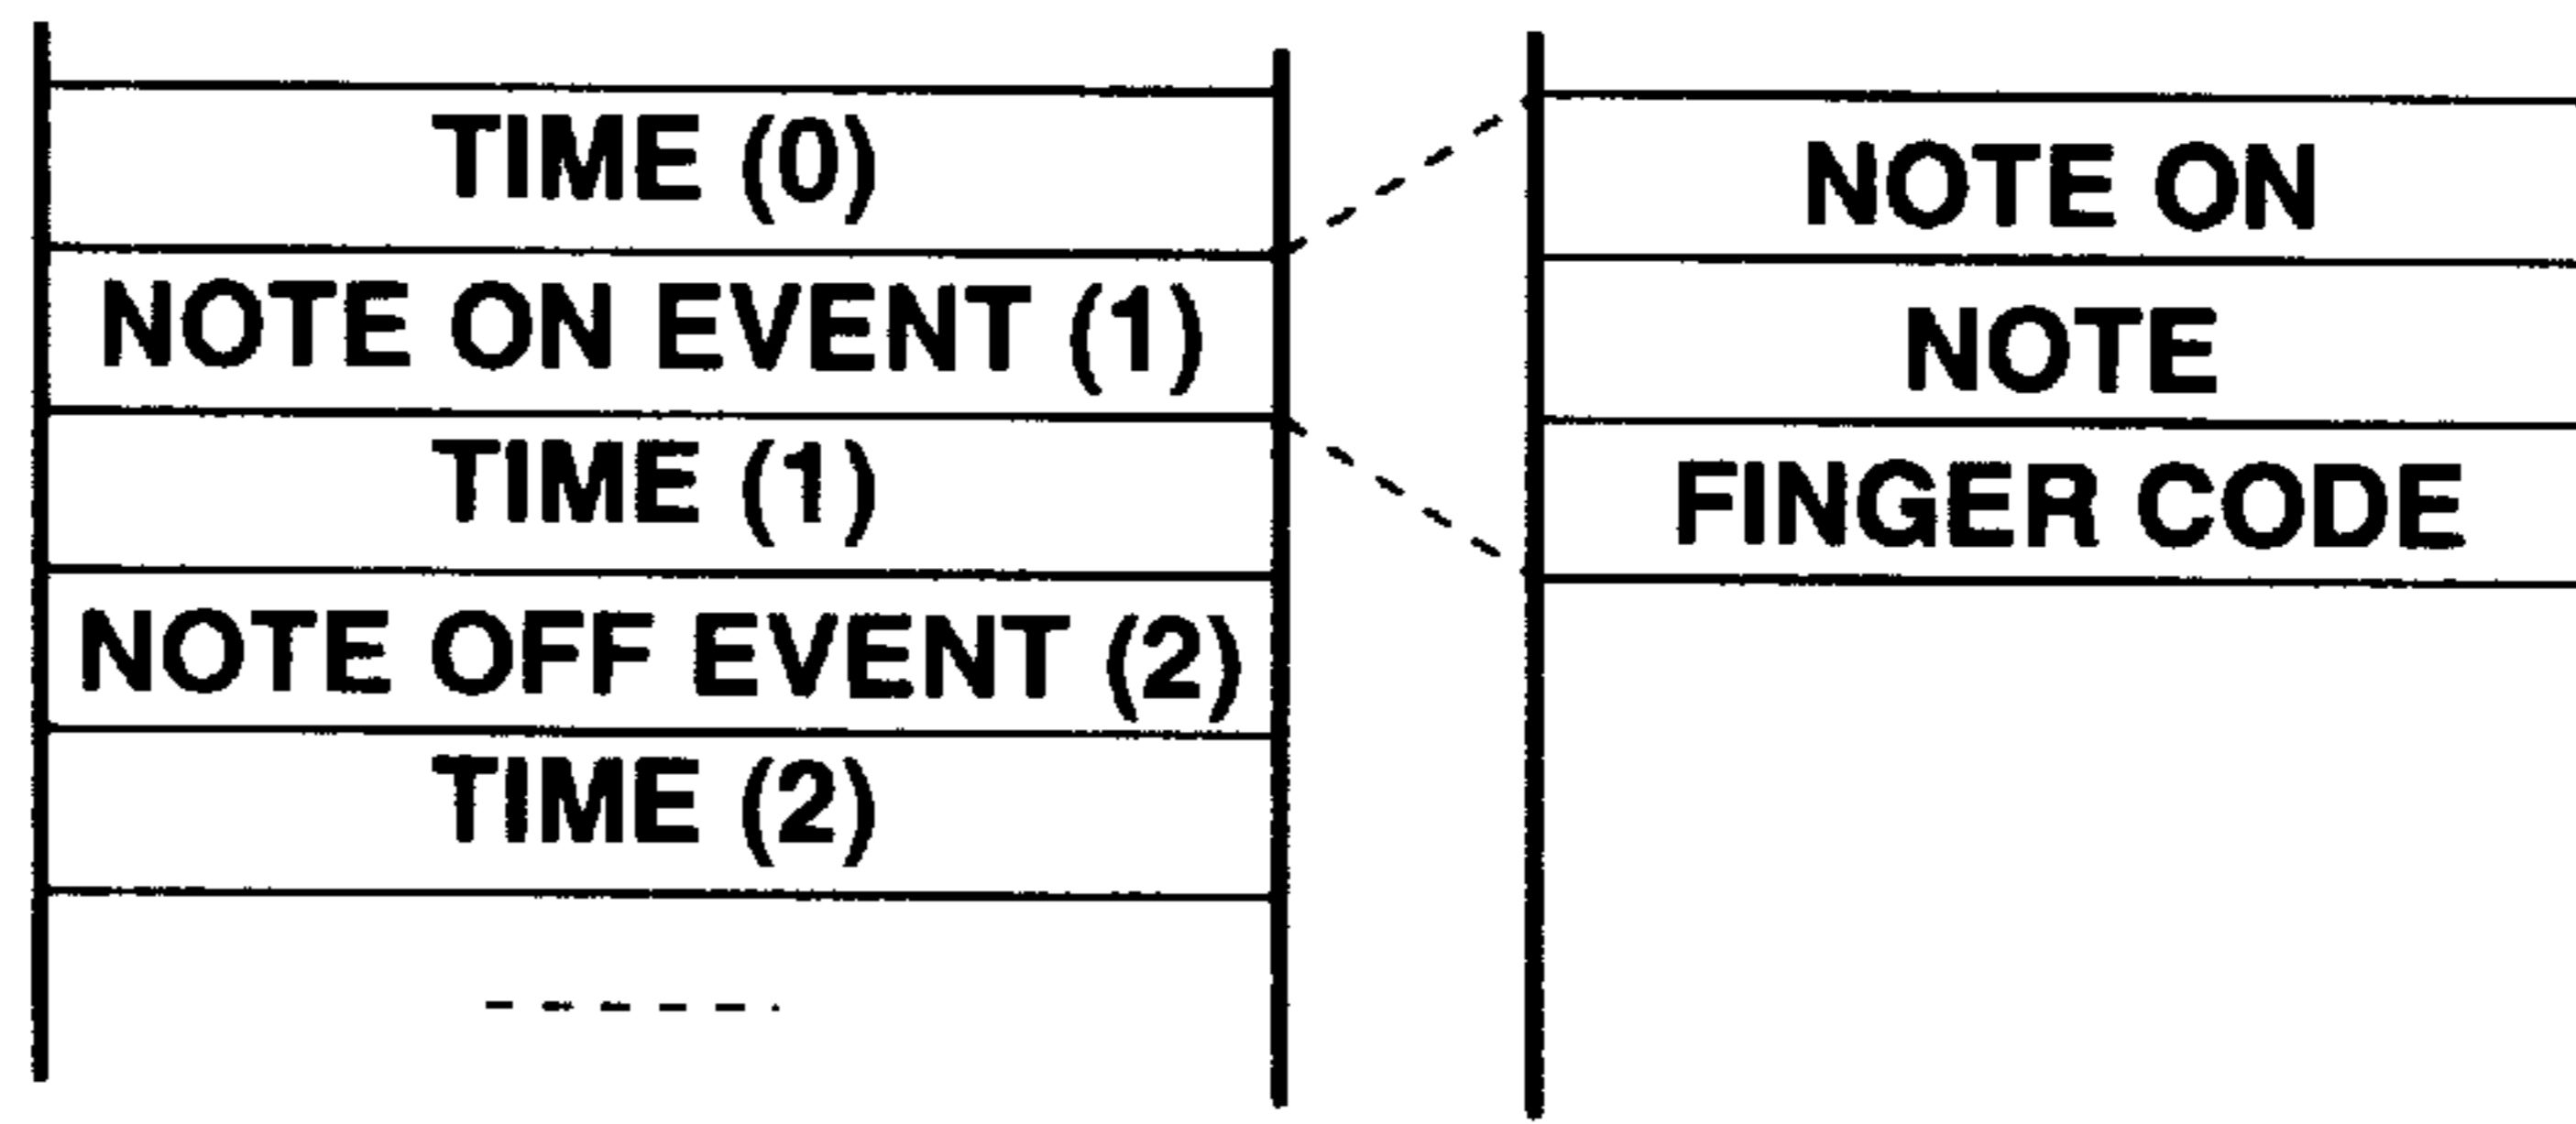 TIME (0)
NOTE ON EVENT (1)
TIME (1)
NOTE OFF EVENT (2)
TIME (2)
NOTE ON
NOTE
FINGER CODE